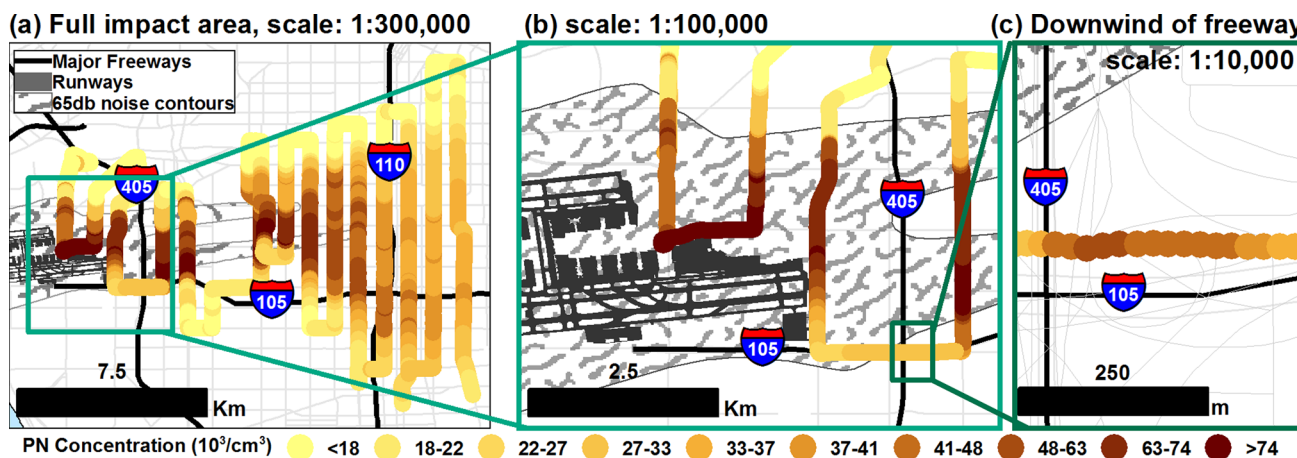 (a) Full impact area, scale: 1:300,000
(b) scale: 1:100,000
(c) Downwind of freeway
scale: 1:10,000
Major Freeways
Runways
65db noise contours
405
110
105
7.5
Km
405
105
2.5
Km
405
105
250
m
PN Concentration (10³/cm³)
<18
18-22
22-27
27-33
33-37
37-41
41-48
48-63
63-74
>74